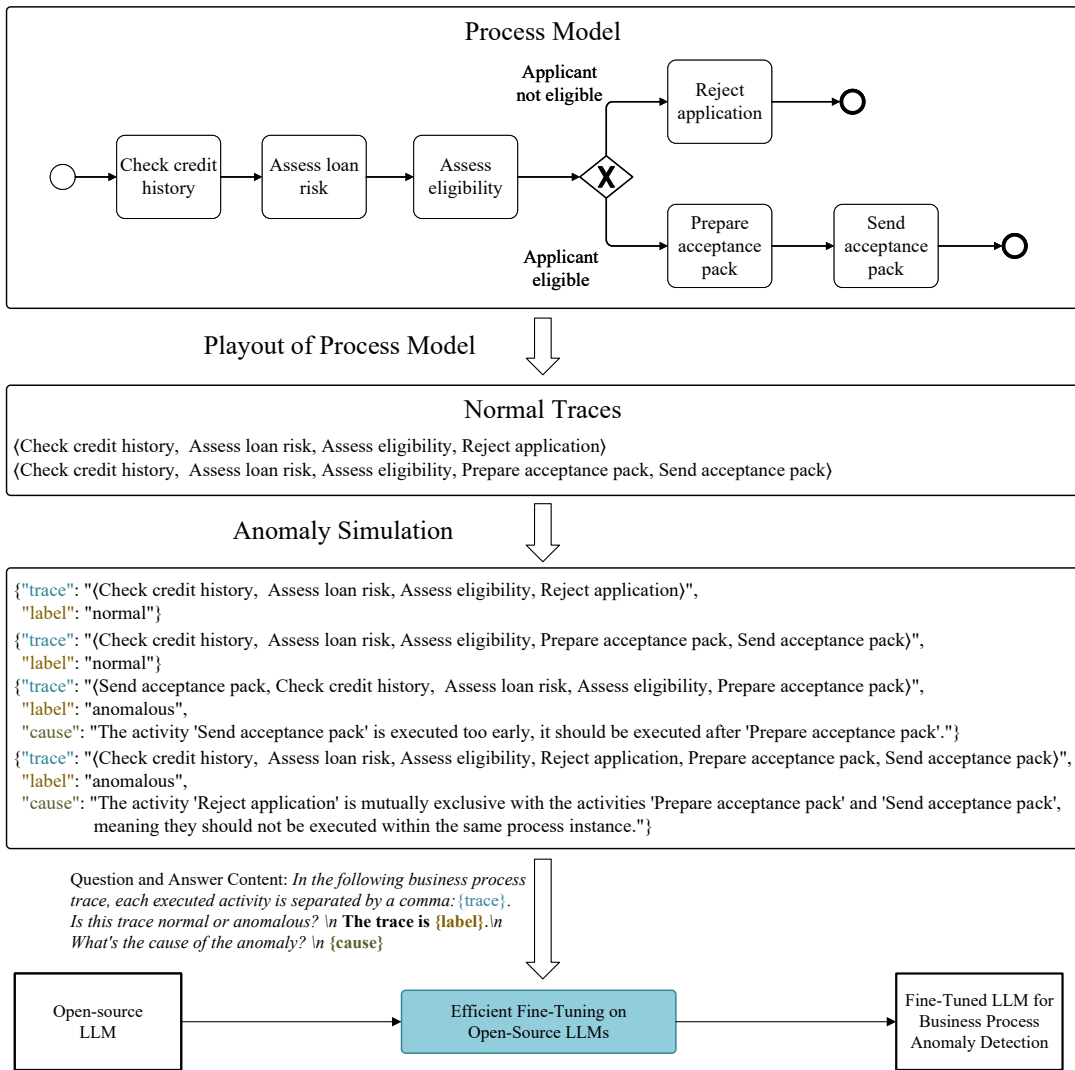 Process Model
Applicant
not eligible
Reject
application
Check credit
history
Assess loan
risk
Assess
eligibility
X
Prepare
acceptance
pack
Send
acceptance
pack
Applicant
eligible
Playout of Process Model
Normal Traces
⟨Check credit history, Assess loan risk, Assess eligibility, Reject application⟩
⟨Check credit history, Assess loan risk, Assess eligibility, Prepare acceptance pack, Send acceptance pack⟩
Anomaly Simulation
{"trace": "⟨Check credit history, Assess loan risk, Assess eligibility, Reject application⟩",
"label": "normal"}
{"trace": "⟨Check credit history, Assess loan risk, Assess eligibility, Prepare acceptance pack, Send acceptance pack⟩",
"label": "normal"}
{"trace": "⟨Send acceptance pack, Check credit history, Assess loan risk, Assess eligibility, Prepare acceptance pack⟩",
"label": "anomalous",
"cause": "The activity 'Send acceptance pack' is executed too early, it should be executed after 'Prepare acceptance pack'."}
{"trace": "⟨Check credit history, Assess loan risk, Assess eligibility, Reject application, Prepare acceptance pack, Send acceptance pack⟩",
"label": "anomalous",
"cause": "The activity 'Reject application' is mutually exclusive with the activities 'Prepare acceptance pack' and 'Send acceptance pack',
meaning they should not be executed within the same process instance."}
Question and Answer Content: In the following business process
trace, each executed activity is separated by a comma:{trace}.
Is this trace normal or anomalous? \n The trace is {label}.\n
What's the cause of the anomaly? \n {cause}
Open-source
LLM
Efficient Fine-Tuning on
Open-Source LLMs
Fine-Tuned LLM for
Business Process
Anomaly Detection